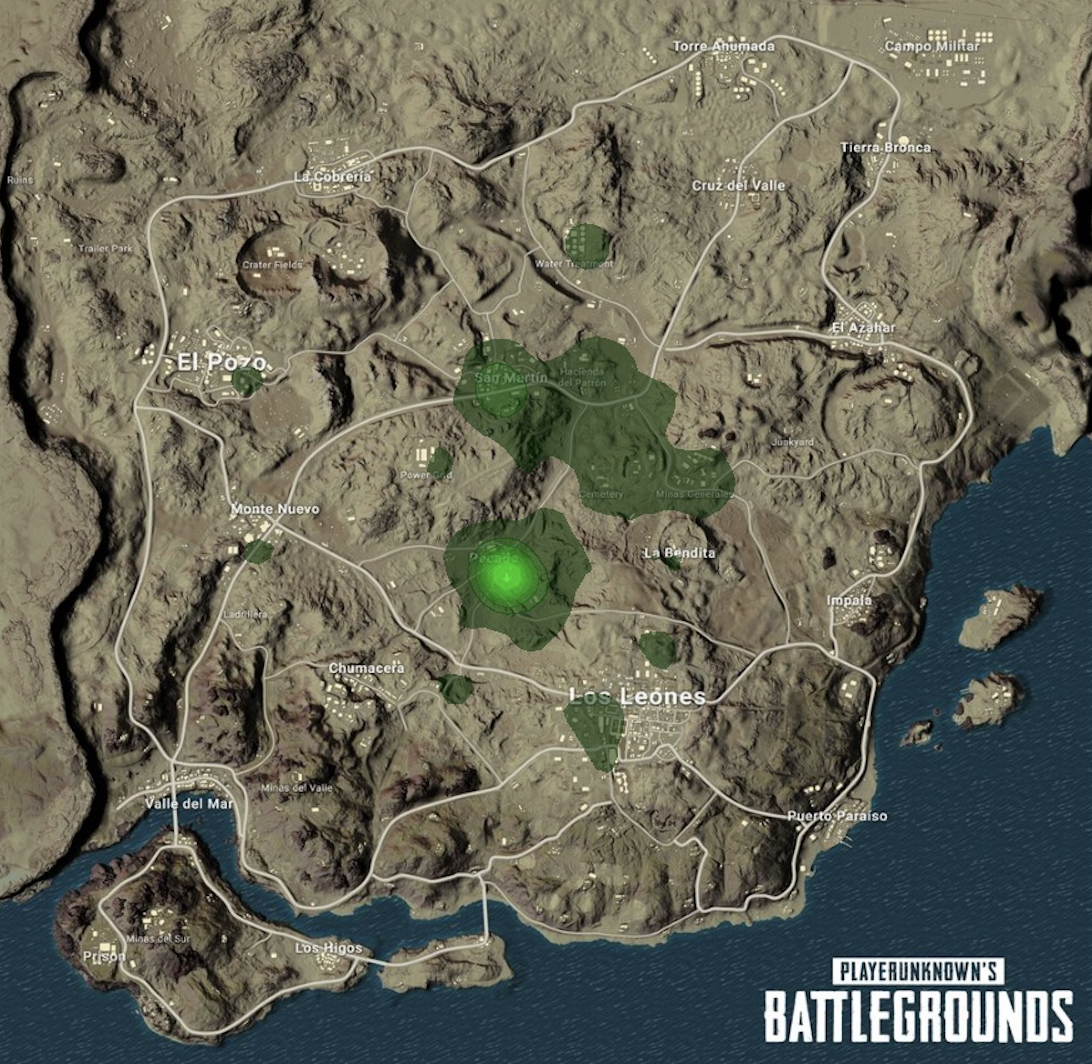 Torre Ahumada
Campo Militar
Tierra Bronca
La Cobreria
Ruins
Cruz del Valle
Trailer Park
Crater Fields
Water Treatment
El Azahar
El Pozo
San Martin
Hacienda
del Patrón
Junkyard
Power Grid
Cemetery
Minas Generales
Monte Nuevo
La Bendita
Pecado
Impala
Ladrillera
Chumacera
Los Leones
Minas del Valle
Valle del Mar
Puerto Paraiso
Minas del Sur
Prison
Los Higos
PLAYERUNKNOWN'S
BATTLEGROUNDS